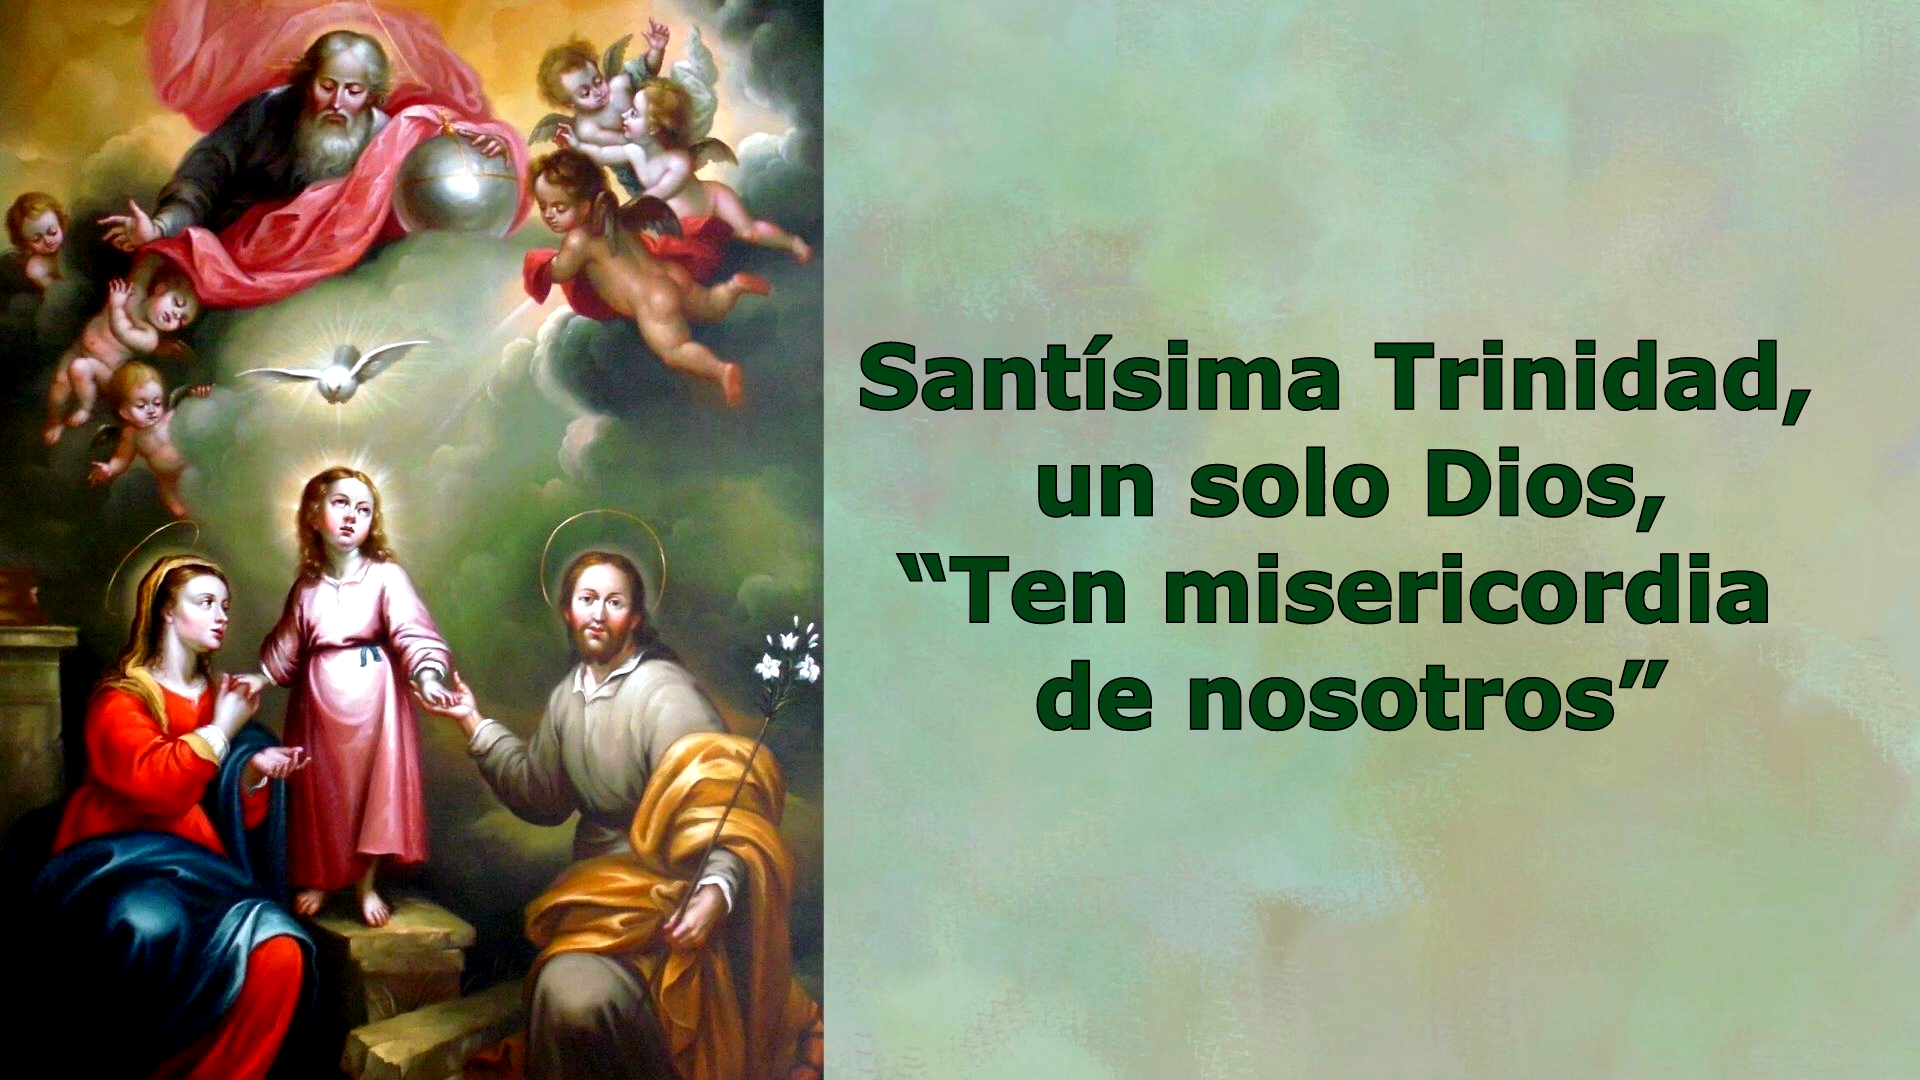 Santísima Trinidad,
un solo Dios,
“Ten misericordia
de nosotros”